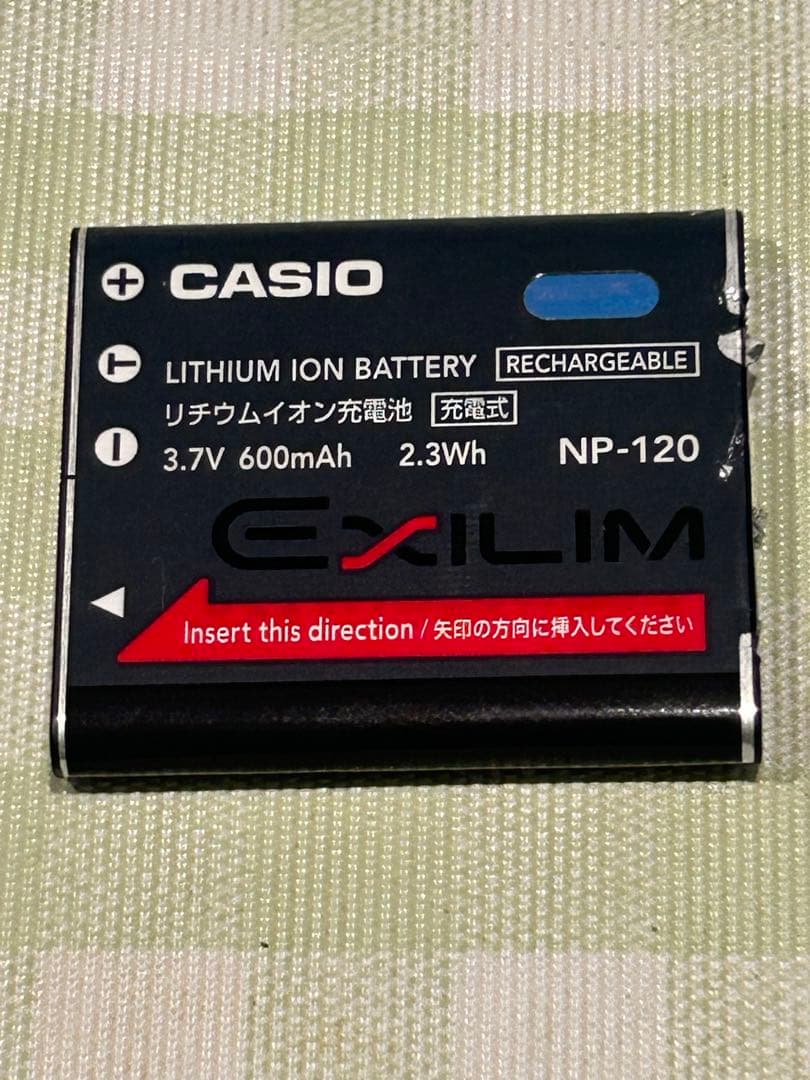 CASIO
LITHIUM ION BATTERY RECHARGEABLE
リチウムイオン充電池 充電式
3.7V 600mAh 2.3Wh NP-120
EXILIM
Insert this direction / 矢印の方向に挿入してください